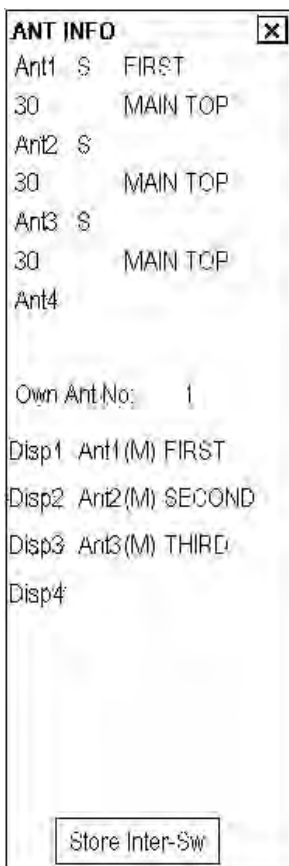 ANT INFO
Ant1 S FIRST
30 MAIN TOP
Ant2 S
30 MAIN TOP
Ant3 S
30 MAIN TOP
Ant4
Own Ant No: 1
Disp1 Ant1(M) FIRST
Disp2 Ant2(M) SECOND
Disp3 Ant3(M) THIRD
Disp4
Store Inter-Sw